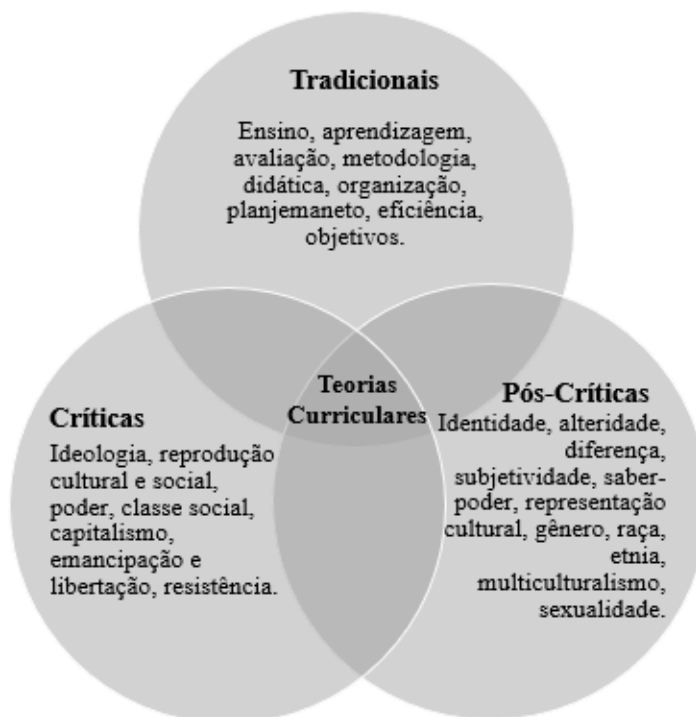 Tradicionais
Ensino, aprendizagem,
avaliação, metodologia,
didática, organização,
planjemaneto, eficiência,
objetivos.
Teorias
Curriculares
Críticas
Ideologia, reprodução
cultural e social,
poder, classe social,
capitalismo,
emancipação e
libertação, resistência.
Pós-Críticas
Identidade, alteridade,
diferença,
subjetividade, saber-
poder, representação
cultural, gênero, raça,
etnia,
multiculturalismo,
sexualidade.